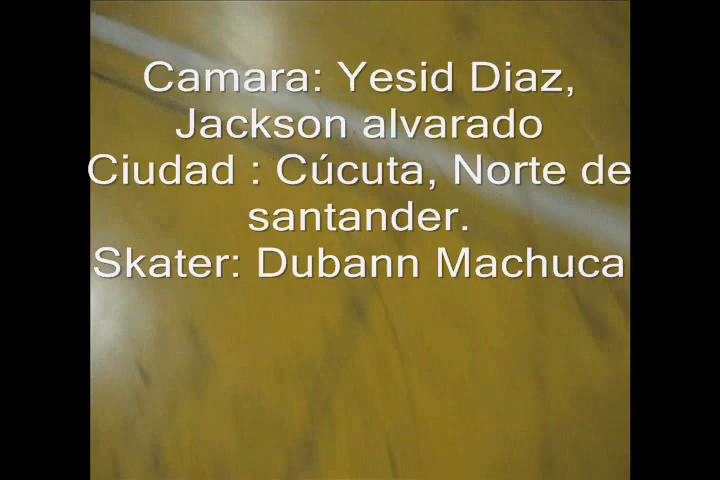 Camara: Yesid Diaz,
Jackson alvarado
Ciudad : Cúcuta, Norte de
santander.
Skater: Dubann Machuca